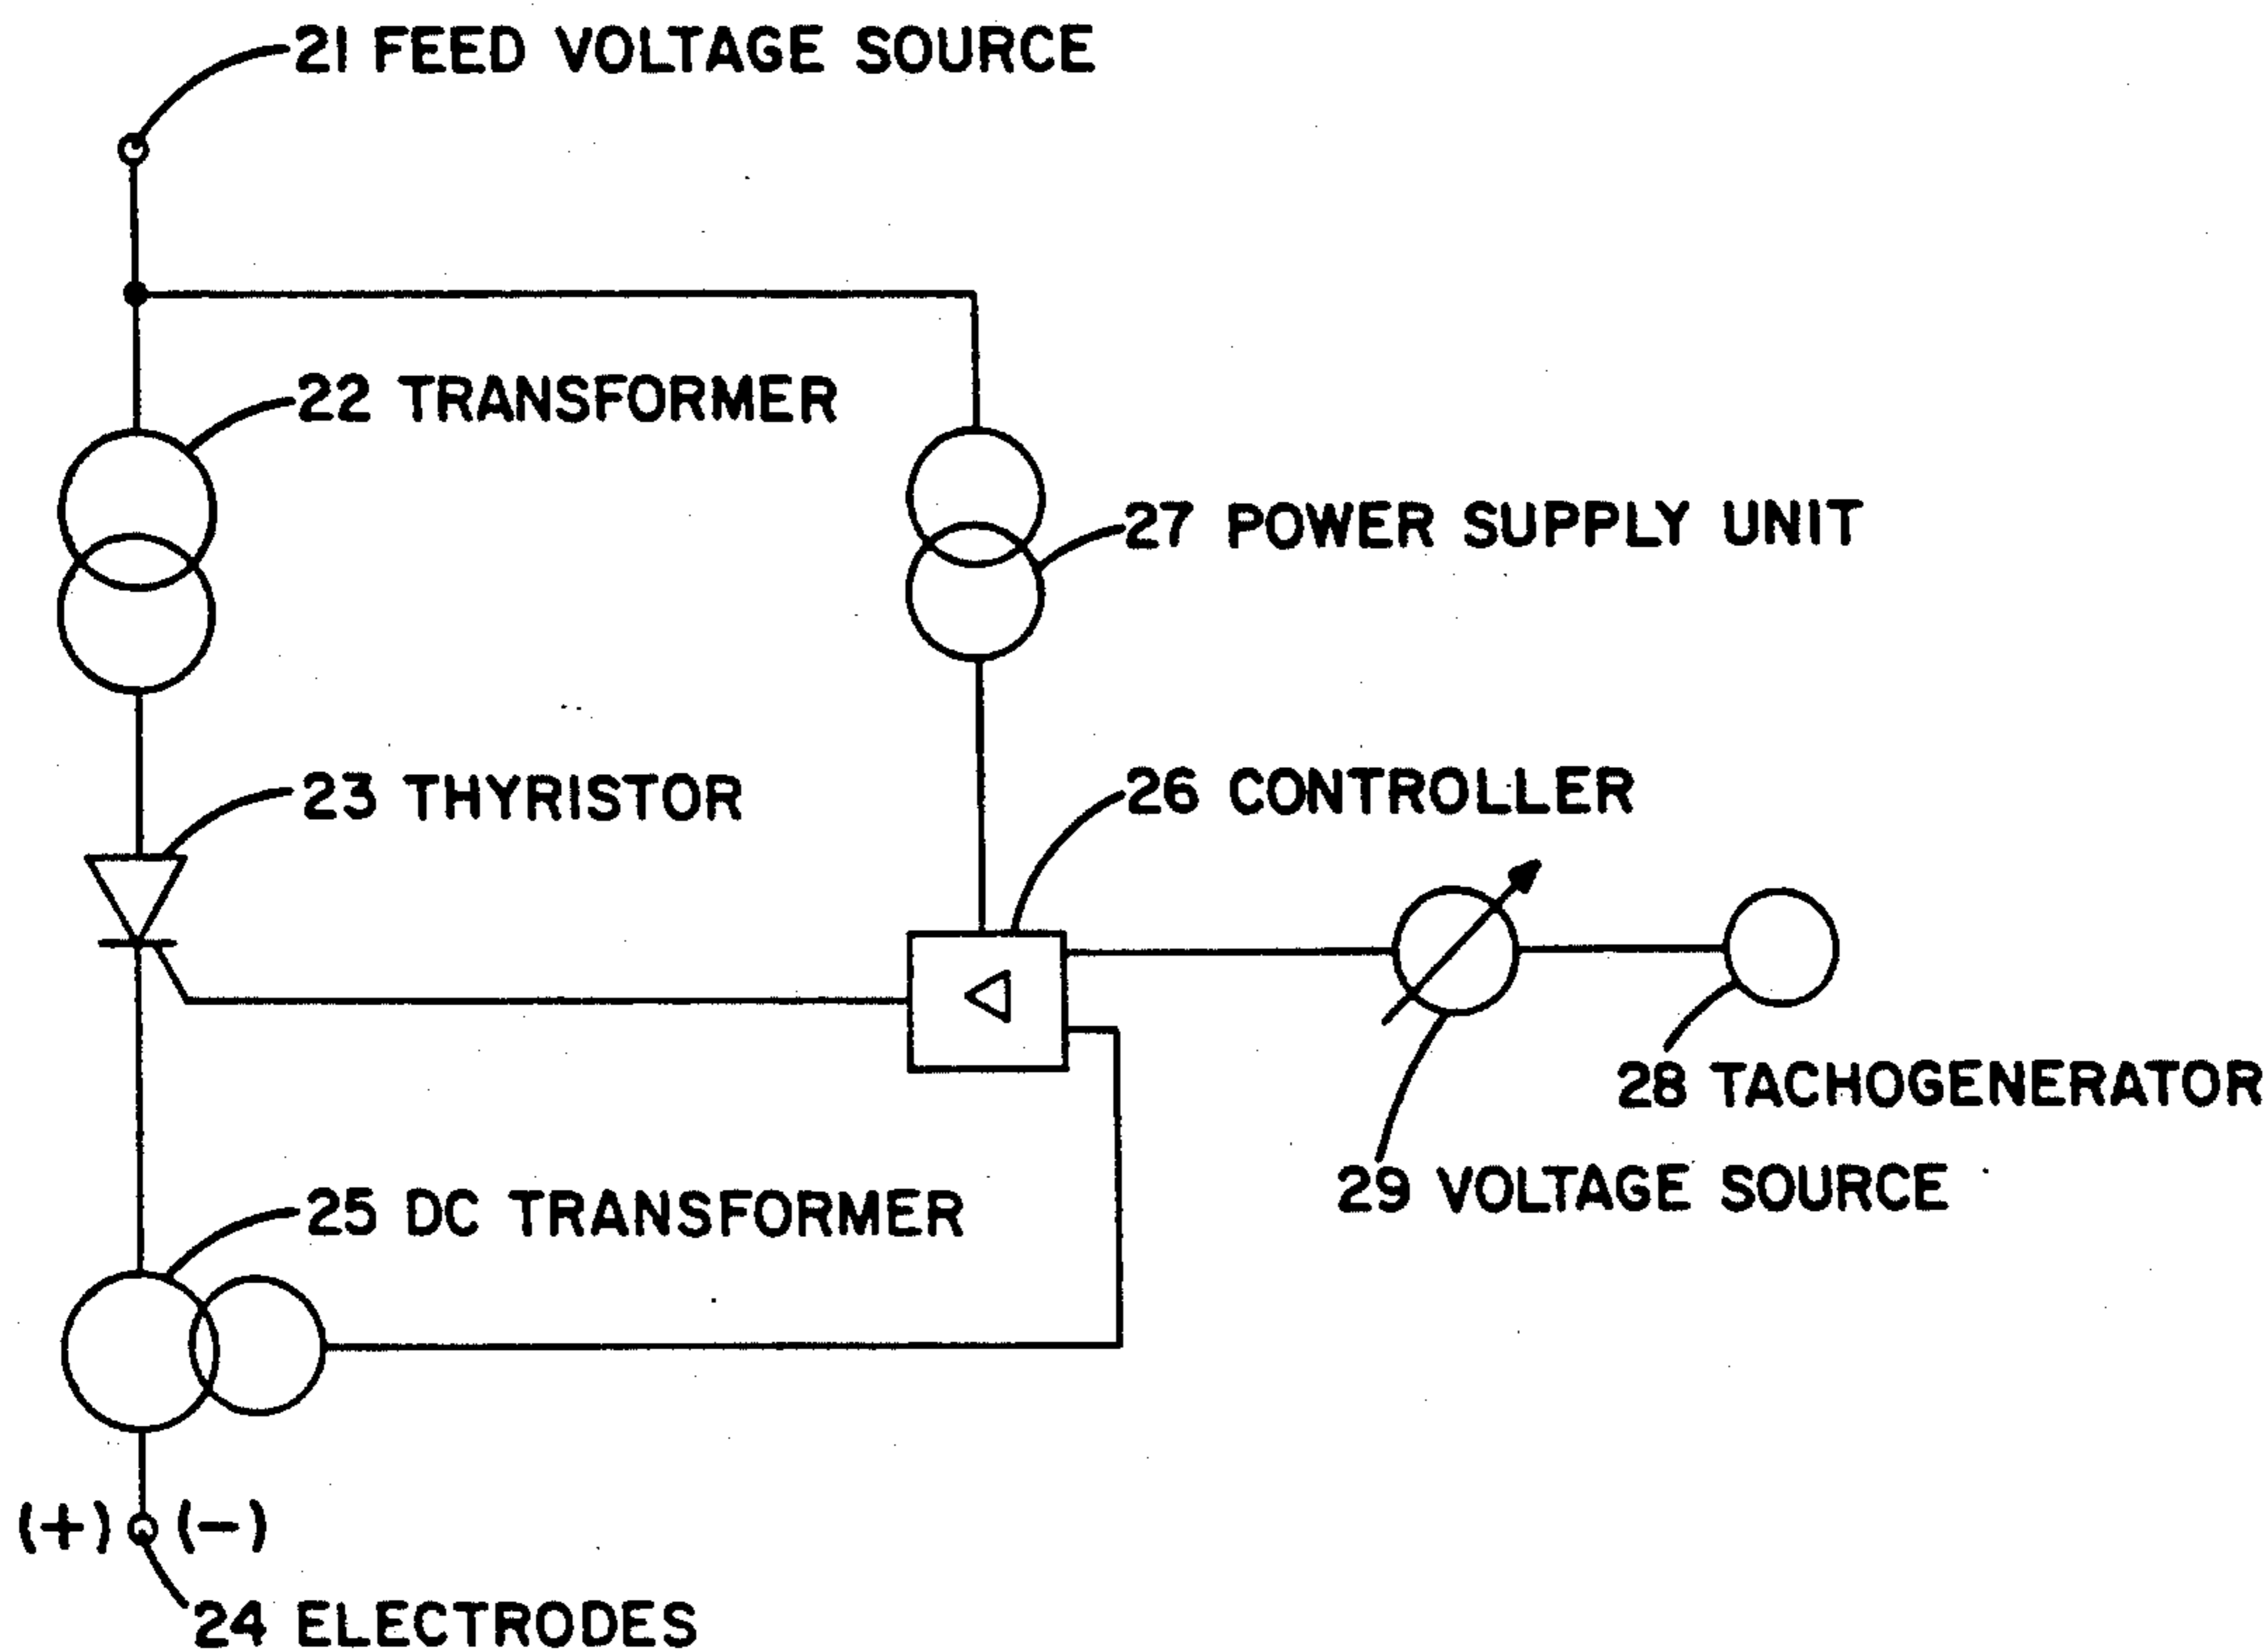 21 FEED VOLTAGE SOURCE
22 TRANSFORMER
27 POWER SUPPLY UNIT
23 THYRISTOR
26 CONTROLLER
28 TACHOGENERATOR
29 VOLTAGE SOURCE
25 DC TRANSFORMER
(+) (-)
24 ELECTRODES